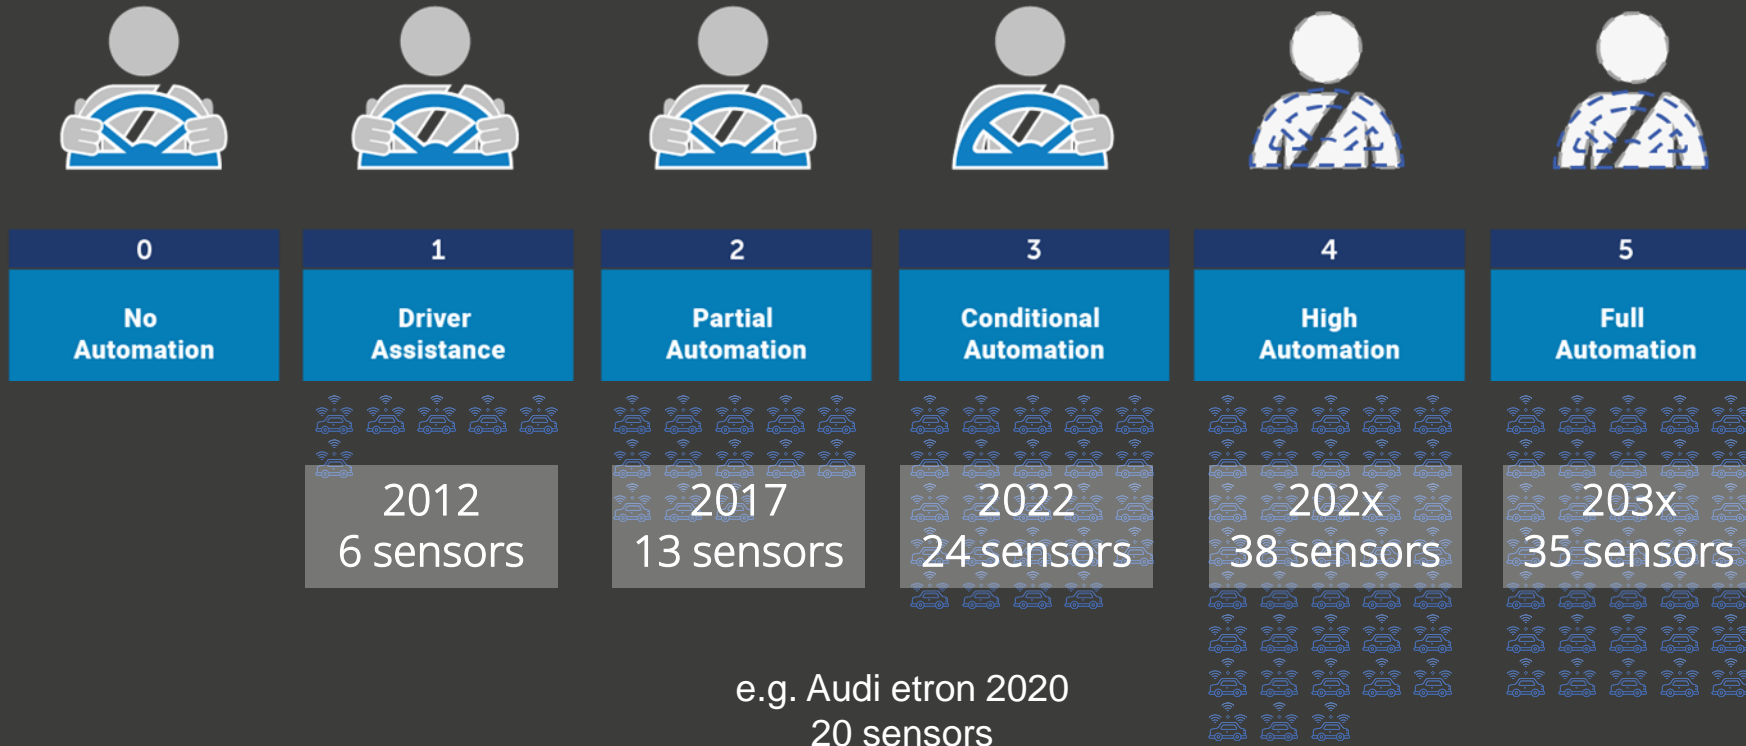 0
No
Automation
1
Driver
Assistance
2
Partial
Automation
3
Conditional
Automation
4
High
Automation
5
Full
Automation
2012
6 sensors
2017
13 sensors
2022
24 sensors
202x
38 sensors
203x
35 sensors
e.g. Audi etron 2020
20 sensors